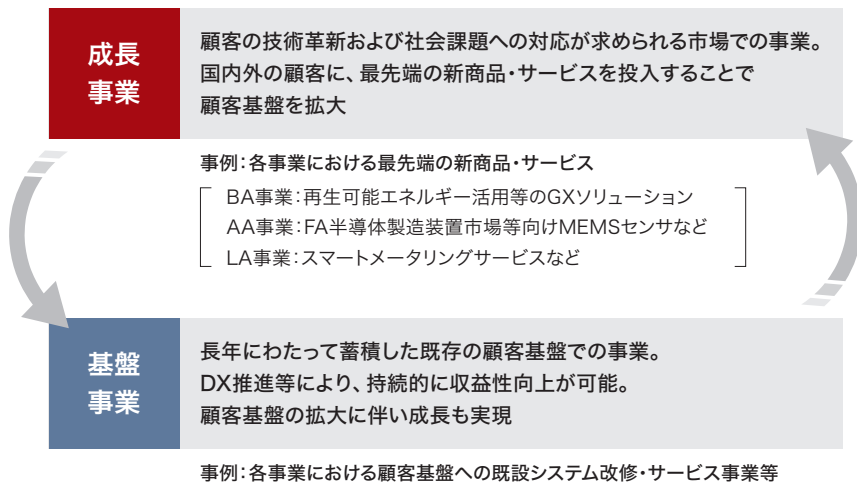 成長
事業
顧客の技術革新および社会課題への対応が求められる市場での事業。
国内外の顧客に、最先端の新商品・サービスを投入することで
顧客基盤を拡大
事例：各事業における最先端の新商品・サービス
BA事業：再生可能エネルギー活用等のGXソリューション
AA事業：FA半導体製造装置市場等向けMEMSセンサなど
LA事業：スマートメータリングサービスなど
基盤
事業
長年にわたって蓄積した既存の顧客基盤での事業。
DX推進等により、持続的に収益性向上が可能。
顧客基盤の拡大に伴い成長も実現
事例：各事業における顧客基盤への既設システム改修・サービス事業等